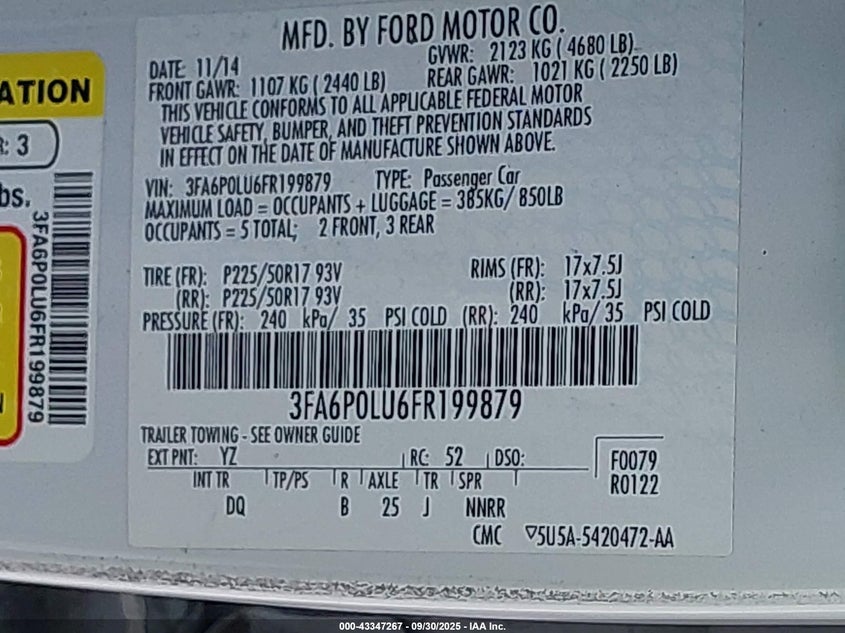 MFD. BY FORD MOTOR CO.
DATE: 11/14 GVWR: 2123 KG ( 4680 LB)
FRONT GAWR: 1107 KG ( 2440 LB) REAR GAWR: 1021 KG ( 2250 LB)
THIS VEHICLE CONFORMS TO ALL APPLICABLE FEDERAL MOTOR
VEHICLE SAFETY, BUMPER, AND THEFT PREVENTION STANDARDS
IN EFFECT ON THE DATE OF MANUFACTURE SHOWN ABOVE.
VIN: 3FA6P0LU6FR199879 TYPE: Passenger Car
MAXIMUM LOAD = OCCUPANTS + LUGGAGE = 385KG/ 850LB
OCCUPANTS = 5 TOTAL; 2 FRONT, 3 REAR
TIRE (FR): P225/50R17 93V RIMS (FR): 17x7.5J
(RR): P225/50R17 93V (RR): 17x7.5J
PRESSURE (FR): 240 kPa/ 35 PSI COLD (RR): 240 kPa/ 35 PSI COLD
3FA6P0LU6FR199879
TRAILER TOWING - SEE OWNER GUIDE
EXT PNT: YZ RC: 52 DSO:
F0079
R0122
INT TR TP/PS R AXLE TR SPR
DQ B 25 J NNRR
CMC ▽5U5A-5420472-AA
ATION
: 3
bs.
3FA6P0LU6FR199879
000-43347267 - 09/30/2025 - IAA Inc.